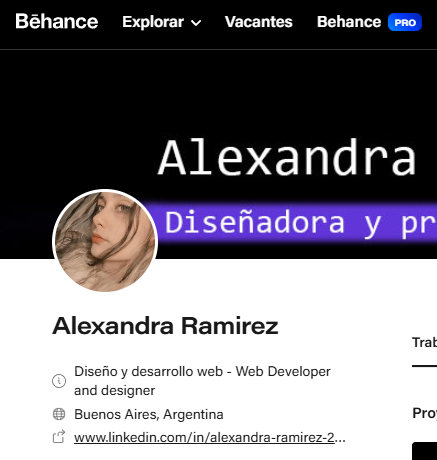 Bēhance Explorar Vacantes Behance PRO
Alexandra
Diseñadora y pr
Alexandra Ramirez
Trab
Diseño y desarrollo web - Web Developer
and designer
Buenos Aires, Argentina
Proy
www.linkedin.com/in/alexandra-ramirez-2...